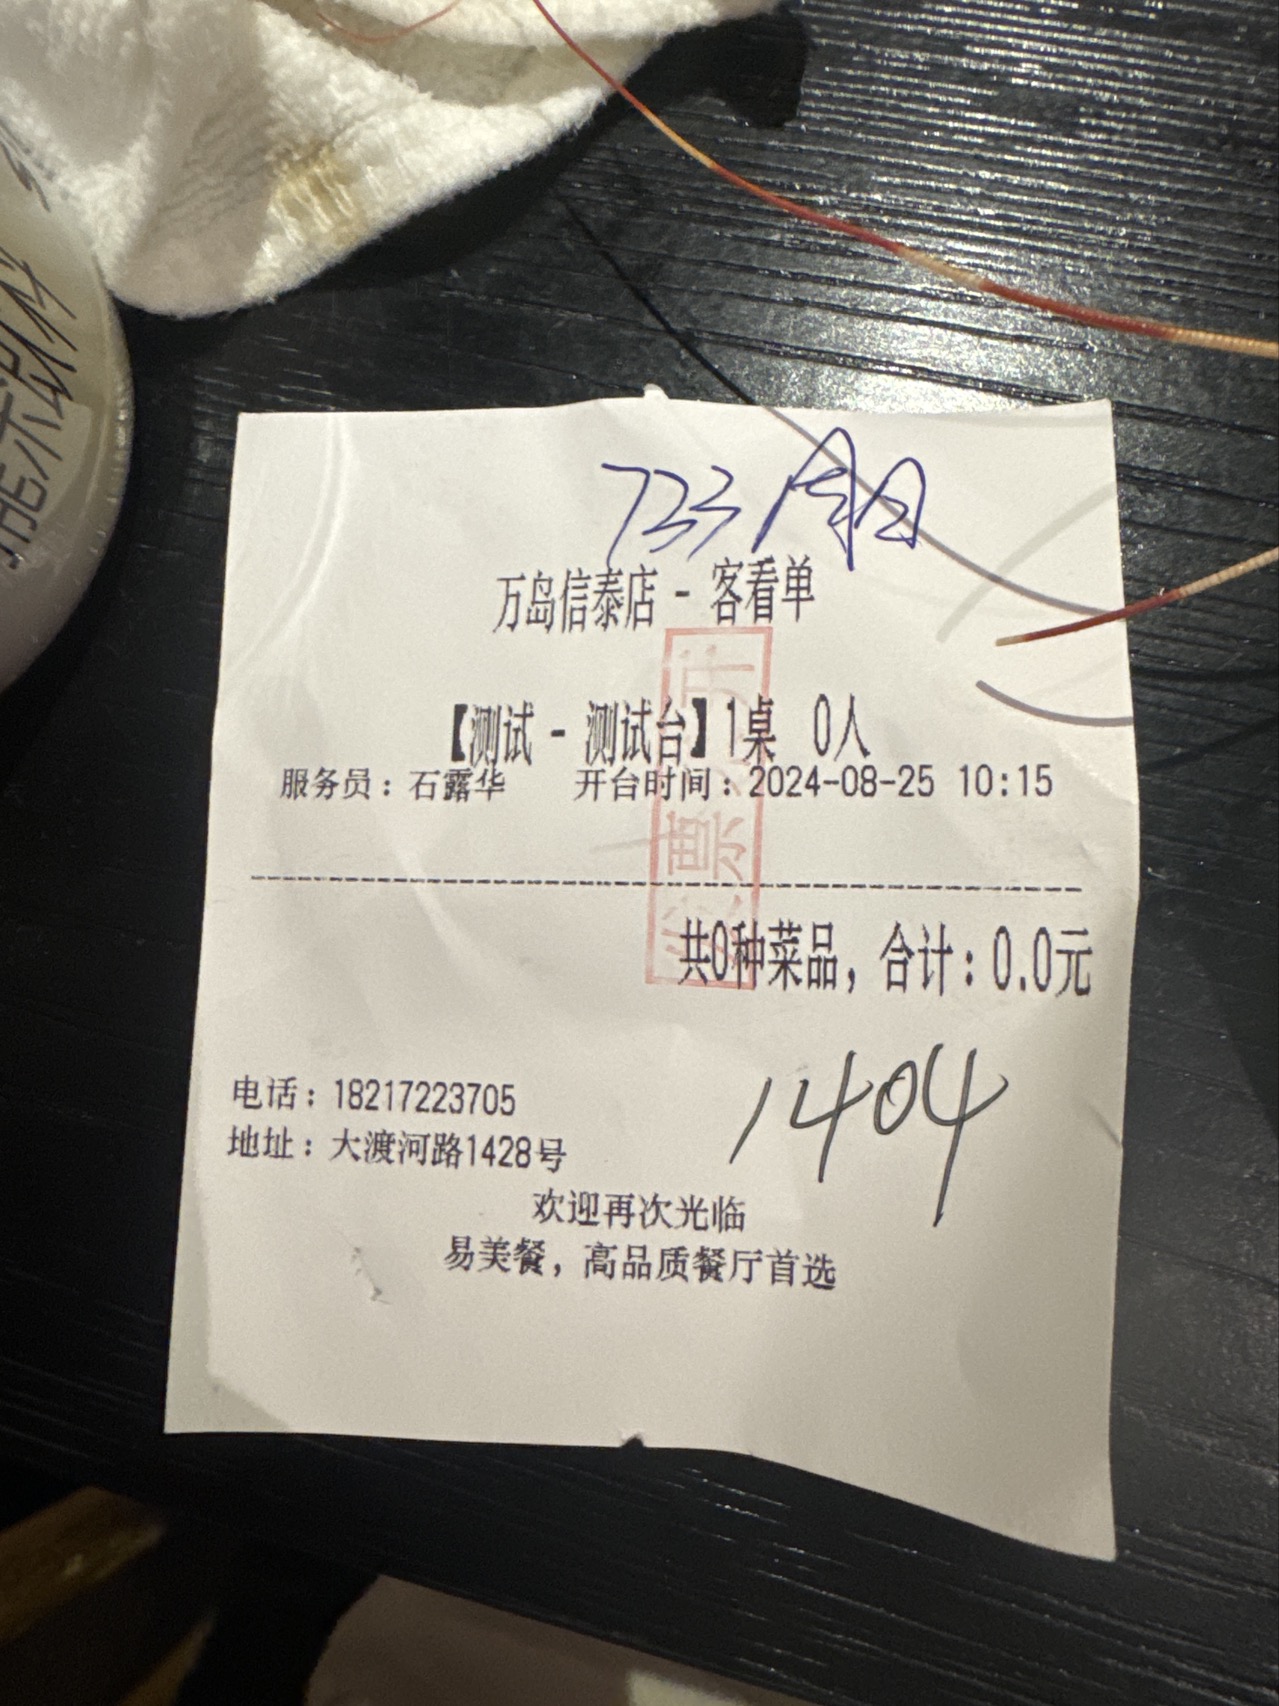 733
万岛信泰店 - 客看单
【测试 - 测试台】1桌 0人
服务员：石露华 开台时间：2024-08-25 10:15
共0种菜品，合计：0.0元
1404
电话：18217223705
地址：大渡河路1428号
欢迎再次光临
易美餐，高品质餐厅首选